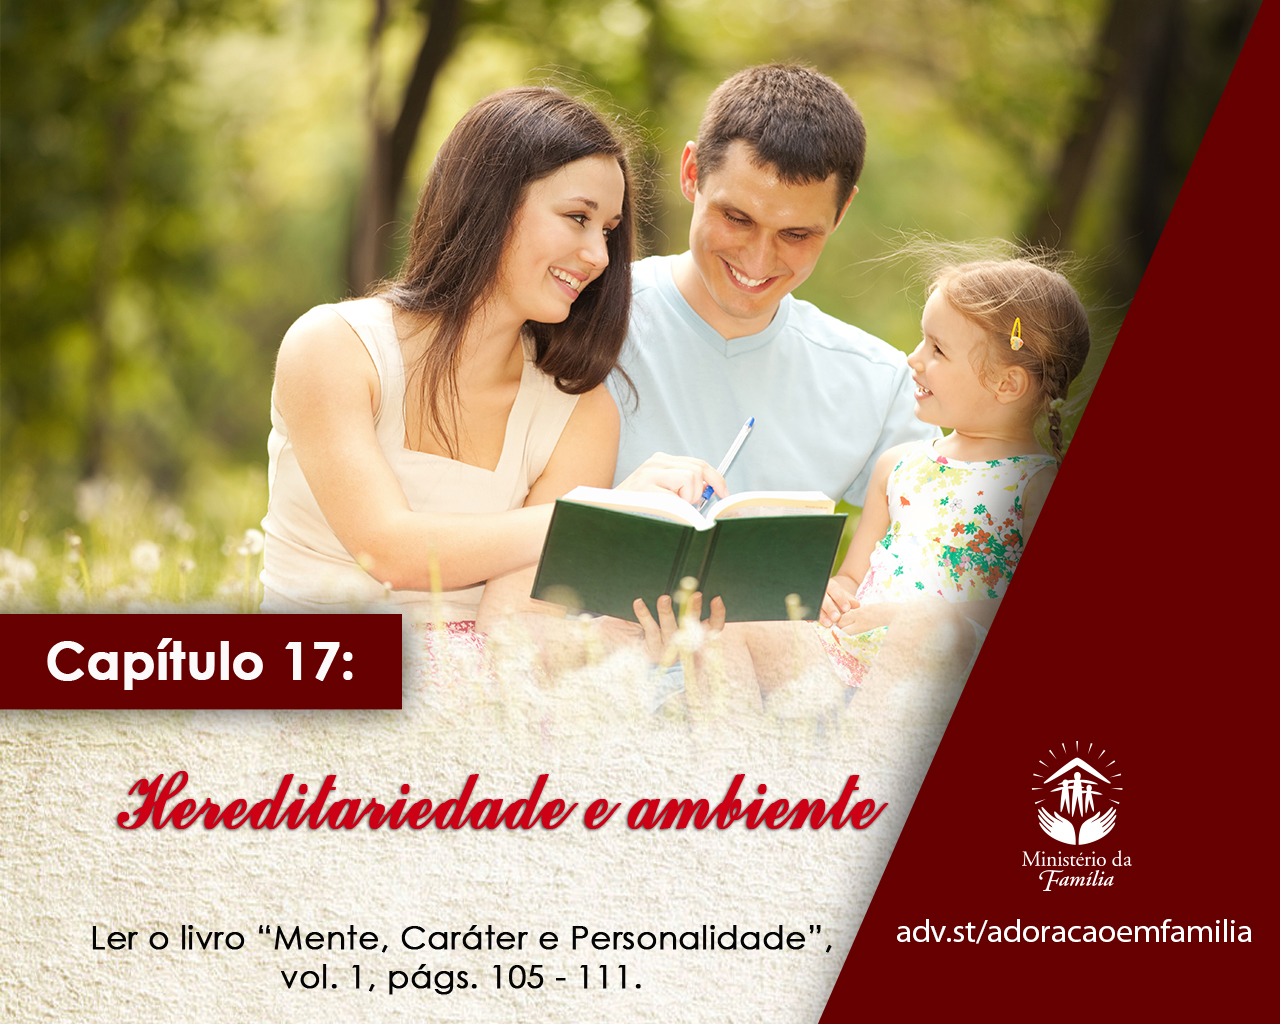 Capítulo 17:
Hereditariedade e ambiente
Ler o livro “Mente, Caráter e Personalidade”,
vol. 1, págs. 105 - 111.
Ministério da
Família
adv.st/adoracaoemfamilia